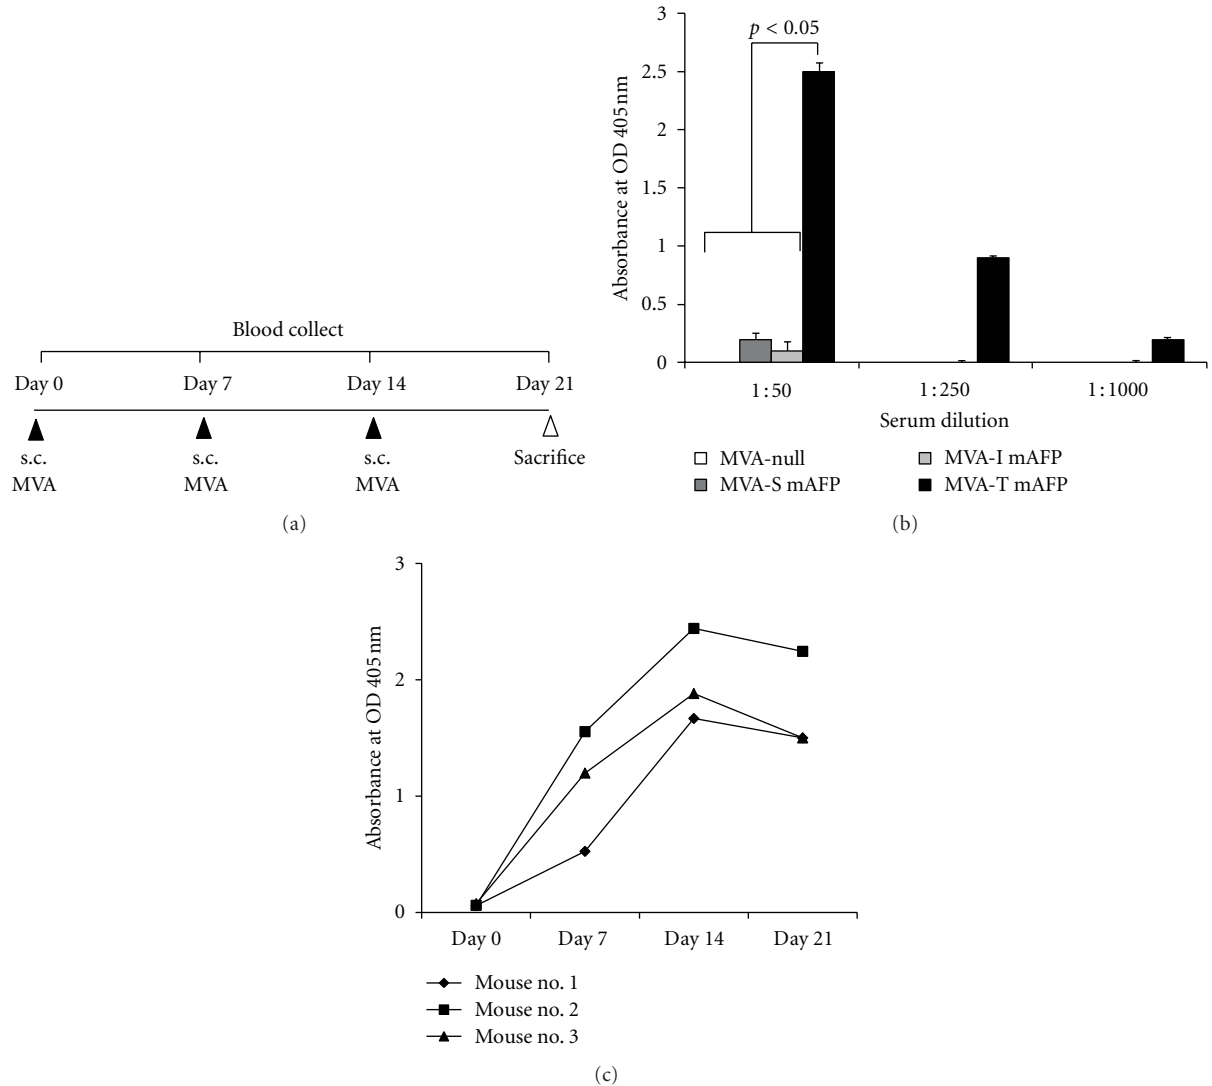 Blood collect
Day 0 Day 7 Day 14 Day 21
s.c. s.c. s.c. Sacrifice
MVA MVA MVA
(a)
3
2.5
2
1.5
1
0.5
0
Absorbance at OD 405 nm
p < 0.05
1 : 50 1 : 250 1 : 1000
Serum dilution
MVA-null MVA-I mAFP
MVA-S mAFP MVA-T mAFP
(b)
3
2
1
0
Absorbance at OD 405 nm
Day 0 Day 7 Day 14 Day 21
Mouse no. 1
Mouse no. 2
Mouse no. 3
(c)